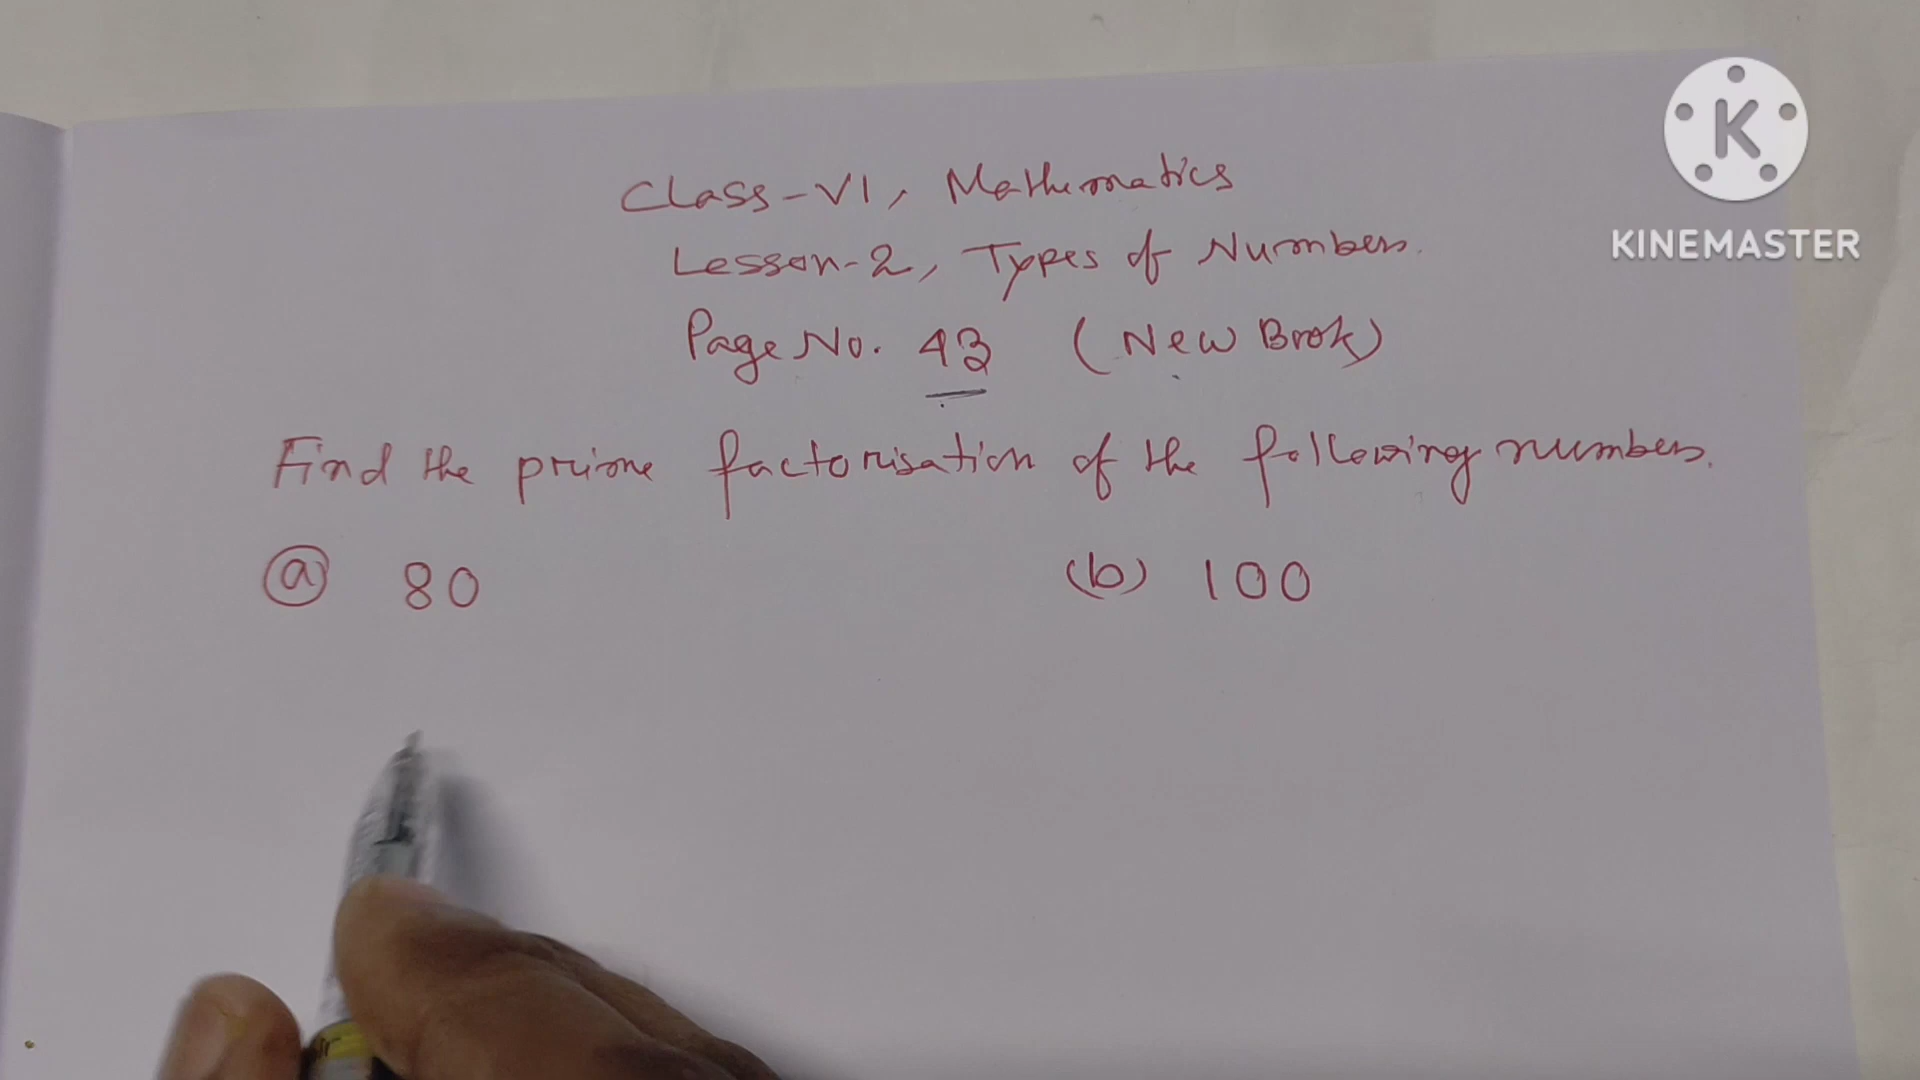 Class-VI, Mathematics
K
KINEMASTER
Lesson-2, Types of Numbers.
Page No. 43 (New Book)
Find the prime factorisation of the following numbers.
(a) 80 (b) 100